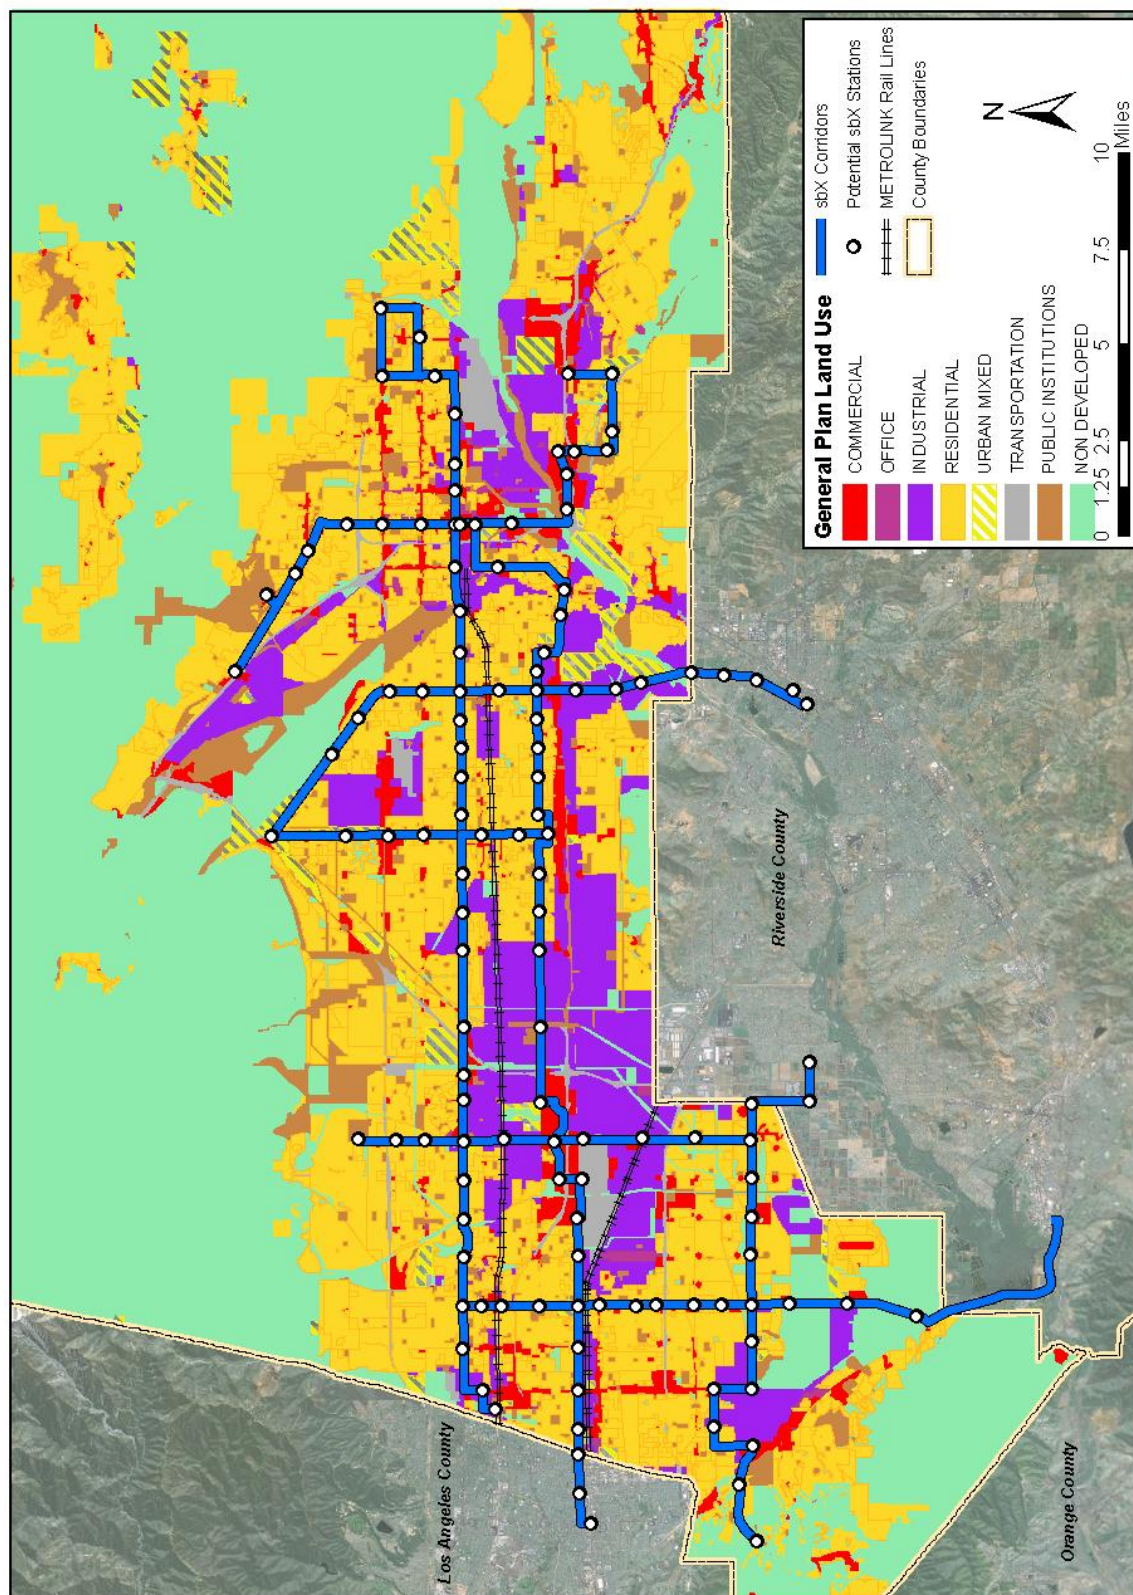 Los Angeles County
Orange County
Riverside County
General Plan Land Use
COMMERCIAL
OFFICE
INDUSTRIAL
RESIDENTIAL
URBAN MIXED
TRANSPORTATION
PUBLIC INSTITUTIONS
NON DEVELOPED
sbX Corridors
Potential sbX Stations
METROLINK Rail Lines
County Boundaries
N
0 1.25 2.5 5 7.5 10
Miles